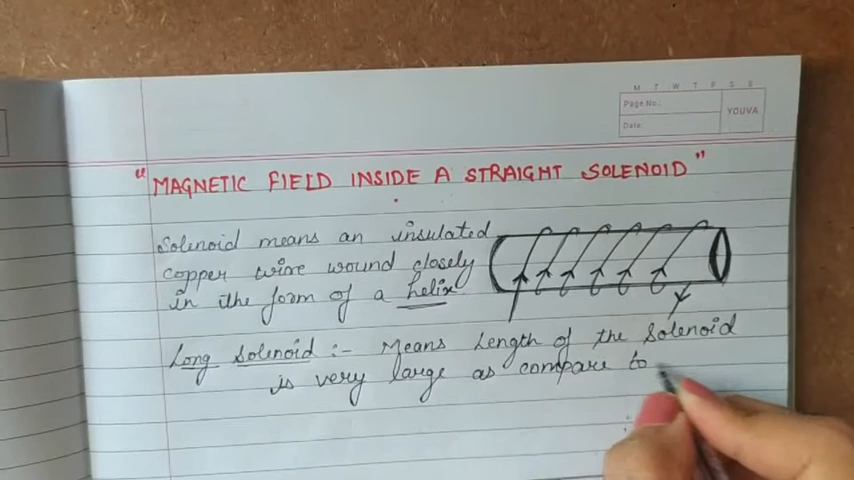 M T W T F S S
Page No.:
YOUVA
Date:
"MAGNETIC FIELD INSIDE A STRAIGHT SOLENOID"
Solenoid means an insulated
copper wire wound closely
in the form of a helix
Long Solenoid :- Means Length of the Solenoid
is very large as compare to